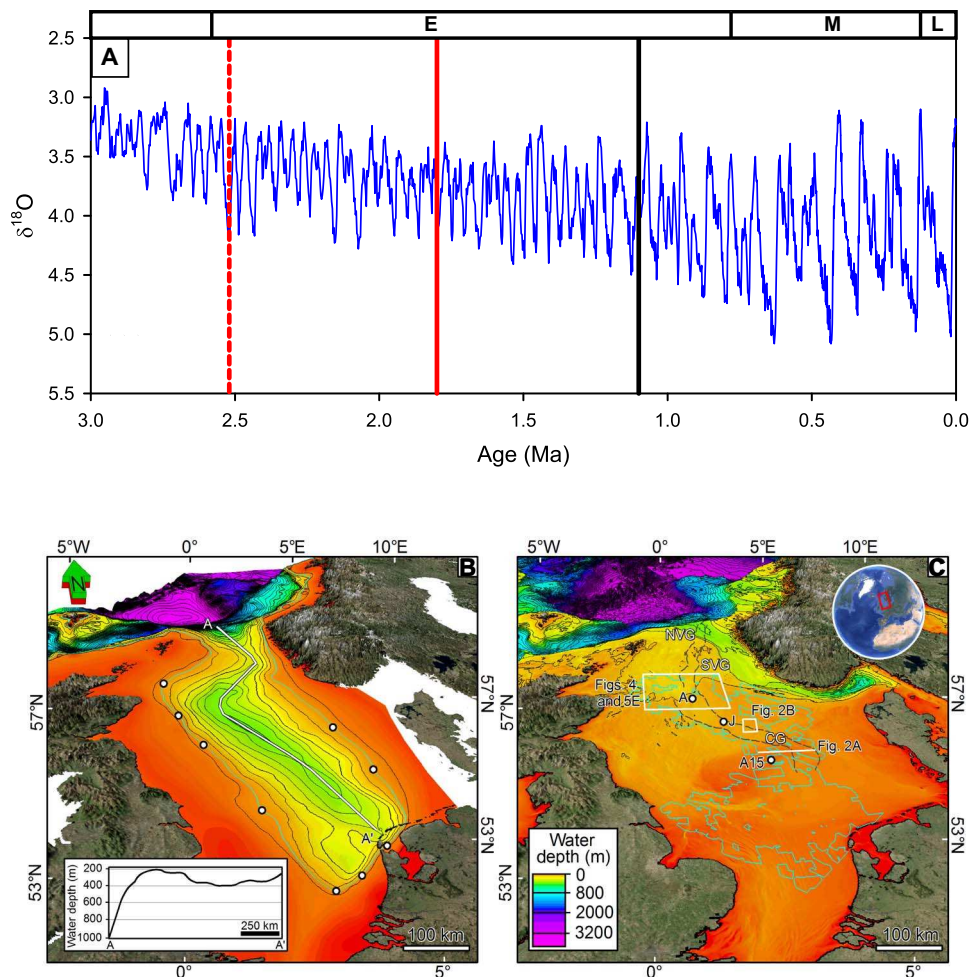 E M L
A
2.5
3.0
3.5
4.0
4.5
5.0
5.5
δ18O
3.0 2.5 2.0 1.5 1.0 0.5 0.0
Age (Ma)
5°W 0° 5°E 10°E
N
B
A
57°N
57°N
A'
53°N
53°N
Water depth (m)
200
400
600
800
1000
250 km
A A'
100 km
0° 5°
0° 5°E 10°E
C
NVG
SVG
57°N
57°N
Figs. 4
and 5E
A
J
Fig. 2B
CG
Fig. 2A
A15
53°N
53°N
Water
depth (m)
0
800
2000
3200
100 km
0° 5°